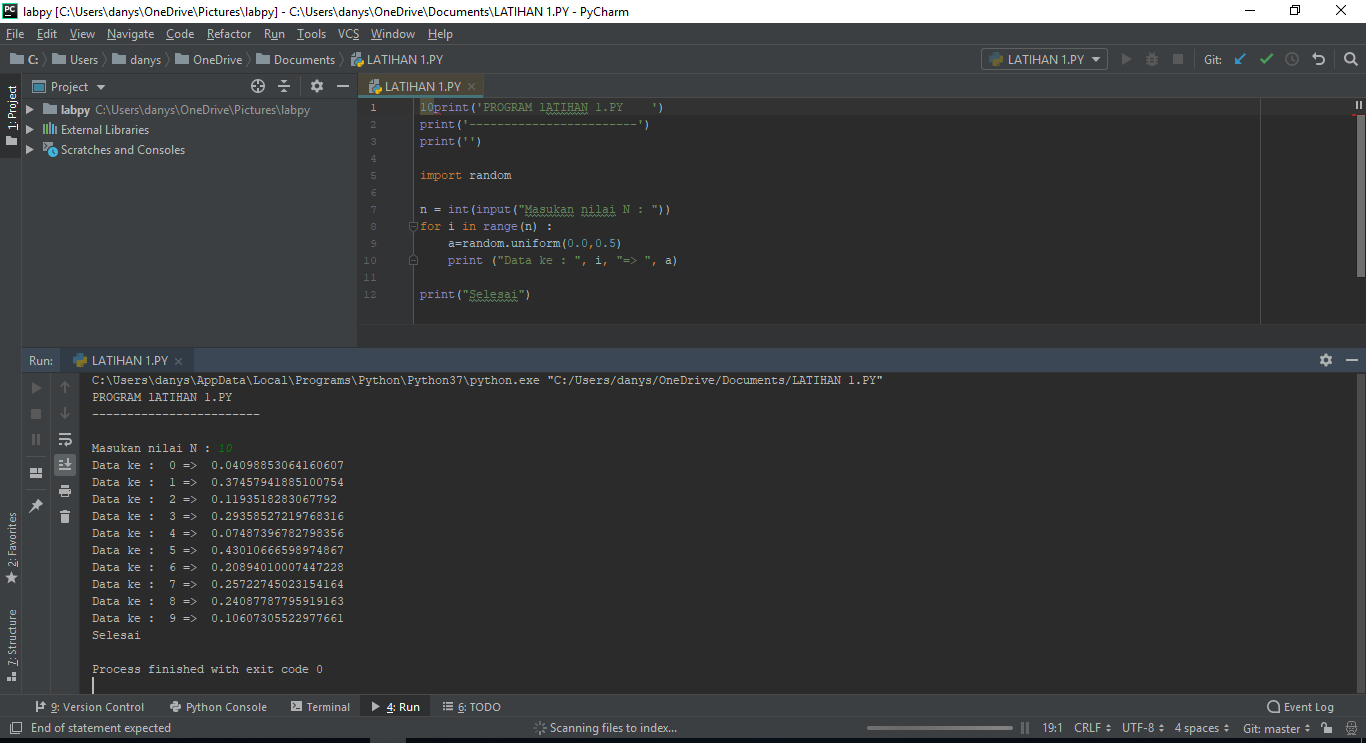 labpy [C:\Users\danys\OneDrive\Pictures\labpy] - C:\Users\danys\OneDrive\Documents\LATIHAN 1.PY - PyCharm
File Edit View Navigate Code Refactor Run Tools VCS Window Help
C: Users danys OneDrive Documents LATIHAN 1.PY LATIHAN 1.PY Git:
1: Project
Project
labpy C:\Users\danys\OneDrive\Pictures\labpy
External Libraries
Scratches and Consoles
LATIHAN 1.PY
1 10print('PROGRAM lATIHAN 1.PY    ')
2 print('------------------------')
3 print('')
4
5 import random
6
7 n = int(input("Masukan nilai N : "))
8 for i in range(n) :
9     a=random.uniform(0.0,0.5)
10     print ("Data ke : ", i, "=> ", a)
11
12 print("Selesai")
Run: LATIHAN 1.PY
C:\Users\danys\AppData\Local\Programs\Python\Python37\python.exe "C:/Users/danys/OneDrive/Documents/LATIHAN 1.PY"
PROGRAM lATIHAN 1.PY
------------------------
Masukan nilai N : 10
Data ke :  0 =>  0.04098853064160607
Data ke :  1 =>  0.37457941885100754
Data ke :  2 =>  0.1193518283067792
Data ke :  3 =>  0.29358527219768316
Data ke :  4 =>  0.07487396782798356
Data ke :  5 =>  0.43010666598974867
Data ke :  6 =>  0.20894010007447228
Data ke :  7 =>  0.25722745023154164
Data ke :  8 =>  0.24087787795919163
Data ke :  9 =>  0.10607305522977661
Selesai
Process finished with exit code 0
2: Favorites
7: Structure
9: Version Control Python Console Terminal 4: Run 6: TODO Event Log
End of statement expected Scanning files to index... 19:1 CRLF UTF-8 4 spaces Git: master